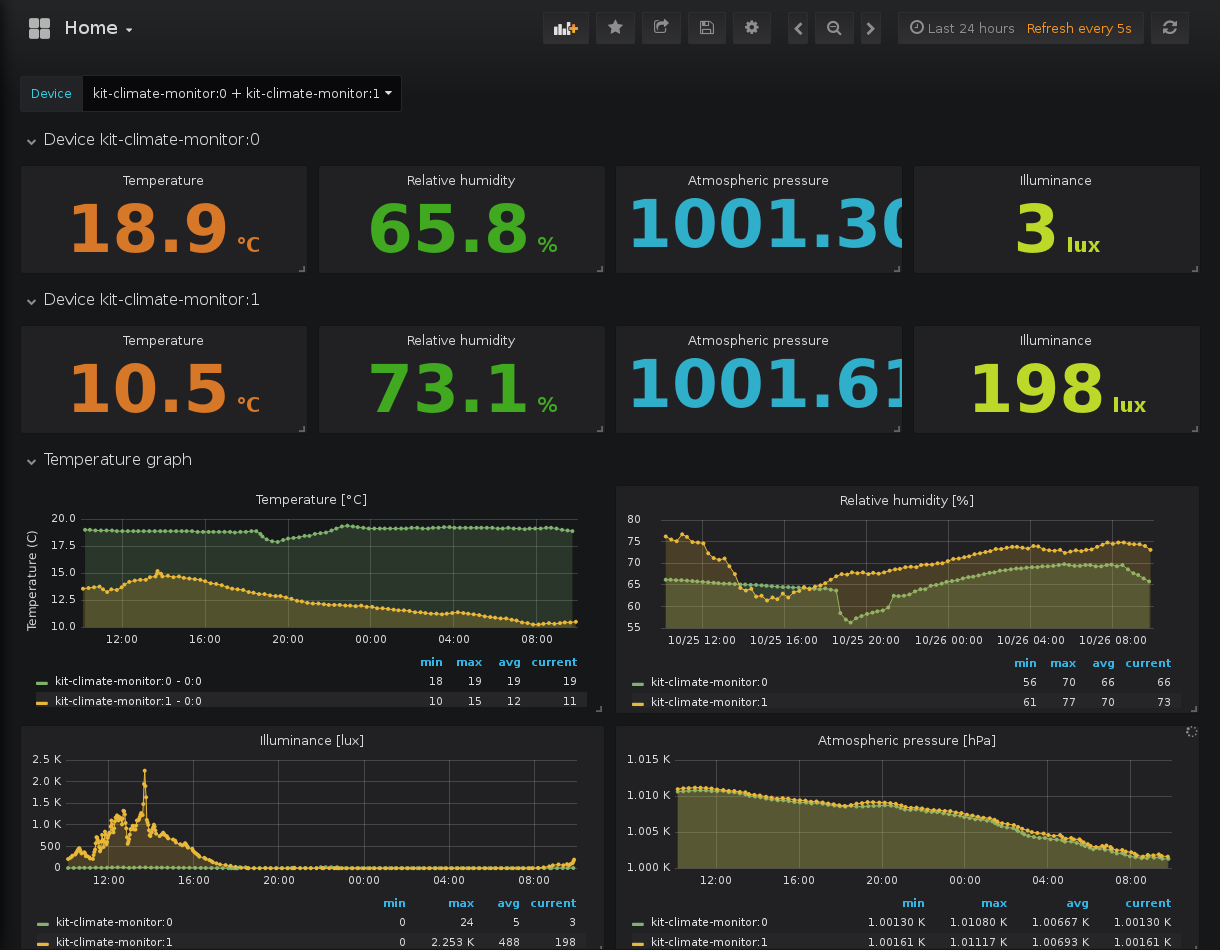 Home
Last 24 hours Refresh every 5s
Device kit-climate-monitor:0 + kit-climate-monitor:1
Device kit-climate-monitor:0
Temperature Relative humidity Atmospheric pressure Illuminance
18.9 °C 65.8 % 1001.30 3 lux
Device kit-climate-monitor:1
Temperature Relative humidity Atmospheric pressure Illuminance
10.5 °C 73.1 % 1001.61 198 lux
Temperature graph
Temperature [°C]
Temperature (C)
20.0
17.5
15.0
12.5
10.0
12:00 16:00 20:00 00:00 04:00 08:00
min max avg current
kit-climate-monitor:0 - 0:0 18 19 19 19
kit-climate-monitor:1 - 0:0 10 15 12 11
Relative humidity [%]
80
75
70
65
60
55
10/25 12:00 10/25 16:00 10/25 20:00 10/26 00:00 10/26 04:00 10/26 08:00
min max avg current
kit-climate-monitor:0 56 70 66 66
kit-climate-monitor:1 61 77 70 73
Illuminance [lux]
2.5 K
2.0 K
1.5 K
1.0 K
500
0
12:00 16:00 20:00 00:00 04:00 08:00
min max avg current
kit-climate-monitor:0 0 24 5 3
kit-climate-monitor:1 0 2.253 K 488 198
Atmospheric pressure [hPa]
1.015 K
1.010 K
1.005 K
1.000 K
12:00 16:00 20:00 00:00 04:00 08:00
min max avg current
kit-climate-monitor:0 1.00130 K 1.01080 K 1.00667 K 1.00130 K
kit-climate-monitor:1 1.00161 K 1.01117 K 1.00693 K 1.00161 K